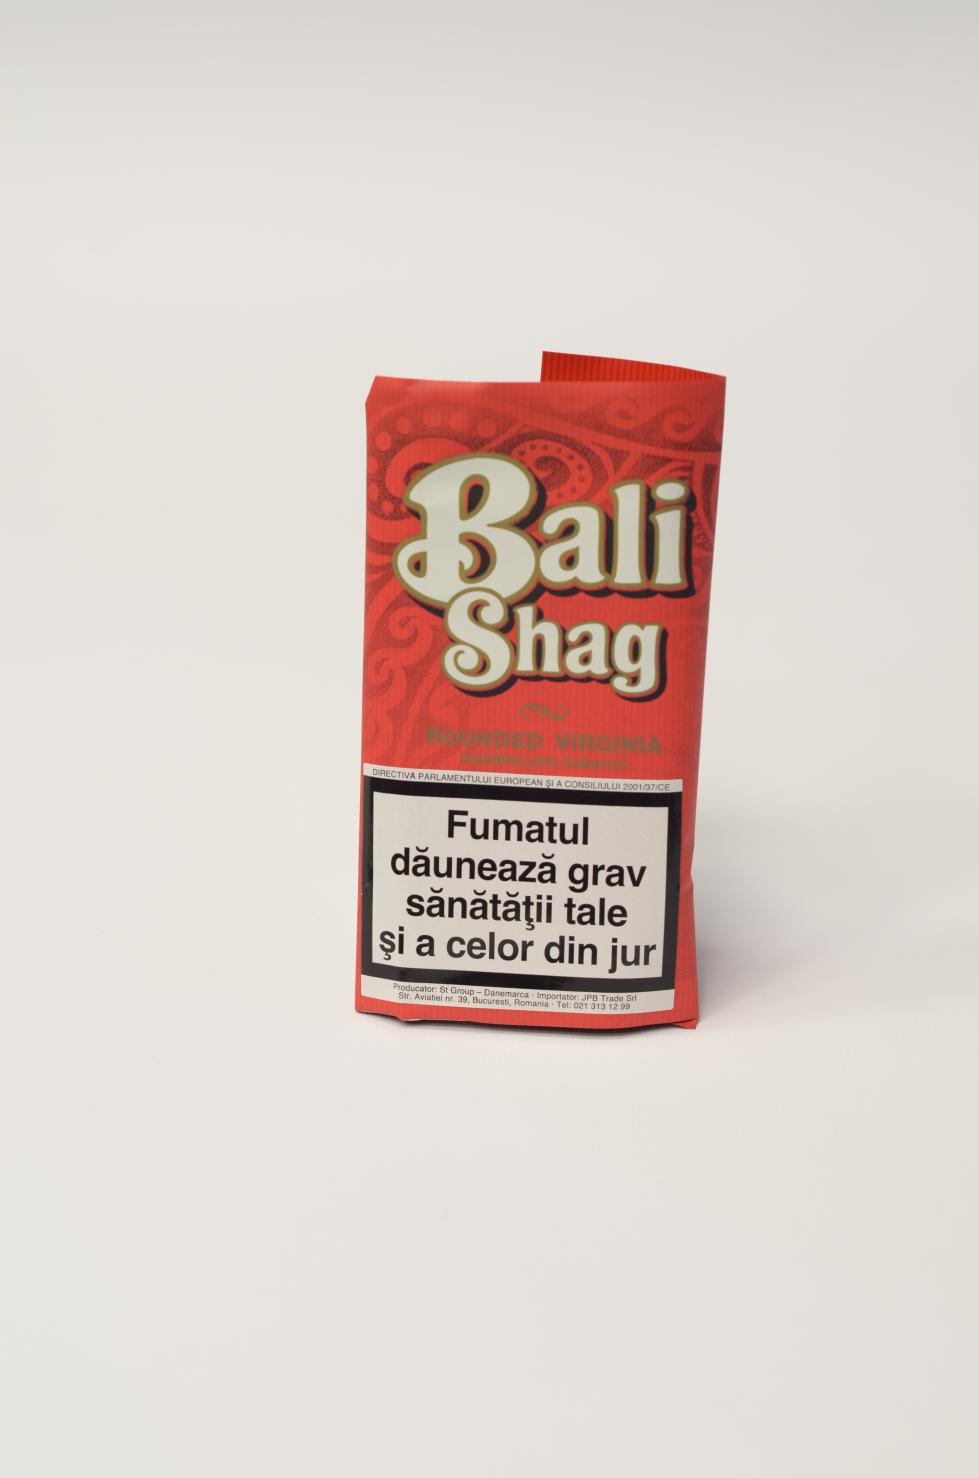 Bali
Shag
ROUNDED VIRGINIA
TOBACCO
DIRECTIVA PARLAMENTULUI EUROPEAN ŞI A CONSILIULUI 2001/37/CE
Fumatul
dăunează grav
sănătăţii tale
şi a celor din jur
Producator: St Group – Danemarca · Importator: JPB Trade Srl
Str. Aviatiei nr. 39, Bucuresti, Romania · Tel: 021 313 12 99